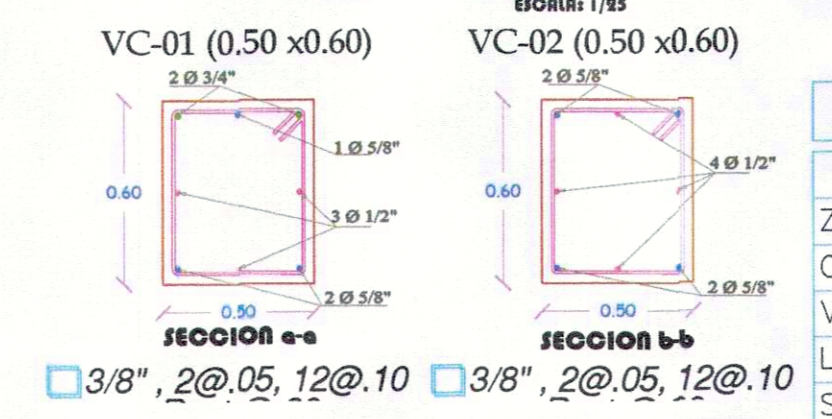 ESCALA: 1/25
VC-01 (0.50 x0.60)
2 Ø 3/4"
1 Ø 5/8"
0.60
3 Ø 1/2"
2 Ø 5/8"
0.50
SECCION a-a
3/8" , 2@.05, 12@.10
VC-02 (0.50 x0.60)
2 Ø 5/8"
4 Ø 1/2"
0.60
2 Ø 5/8"
0.50
SECCION b-b
3/8" , 2@.05, 12@.10
Z
C
V
L
S